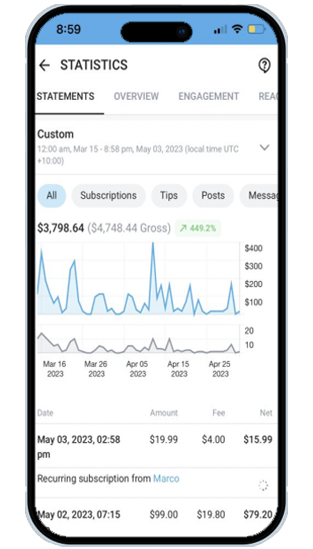 8:59
STATISTICS
STATEMENTS OVERVIEW ENGAGEMENT REAC
Custom
12:00 am, Mar 15 - 8:58 pm, May 03, 2023 (local time UTC
+10:00)
All Subscriptions Tips Posts Messag
$3,798.64 ($4,748.44 Gross) 449.2%
$400
$300
$200
$100
20
10
Mar 16 Mar 26 Apr 05 Apr 15 Apr 25
2023 2023 2023 2023 2023
Date Amount Fee Net
May 03, 2023, 02:58 $19.99 $4.00 $15.99
pm
Recurring subscription from Marco
May 02, 2023, 07:15 $99.00 $19.80 $79.20